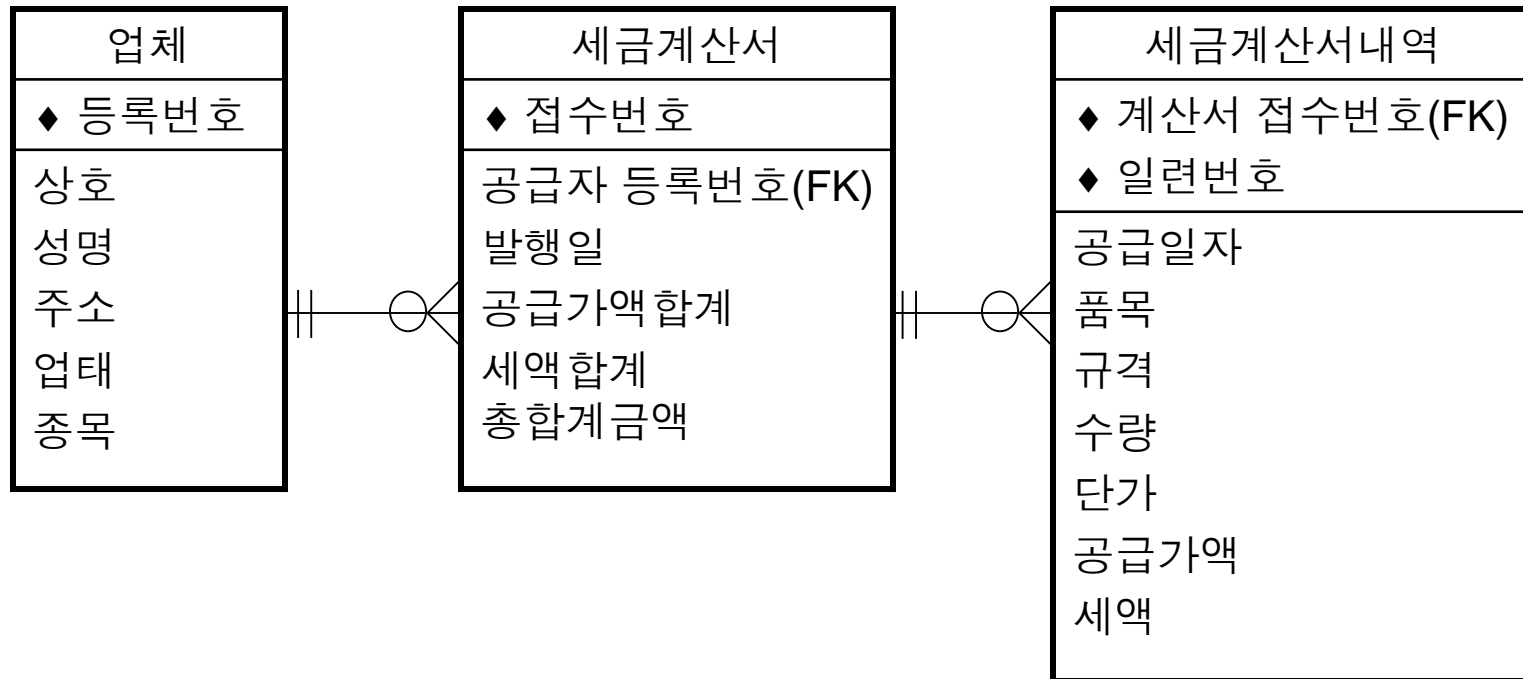 업체
♦ 등록번호
상호
성명
주소
업태
종목
세금계산서
♦ 접수번호
공급자 등록번호(FK)
발행일
공급가액합계
세액합계
총합계금액
세금계산서내역
♦ 계산서 접수번호(FK)
♦ 일련번호
공급일자
품목
규격
수량
단가
공급가액
세액